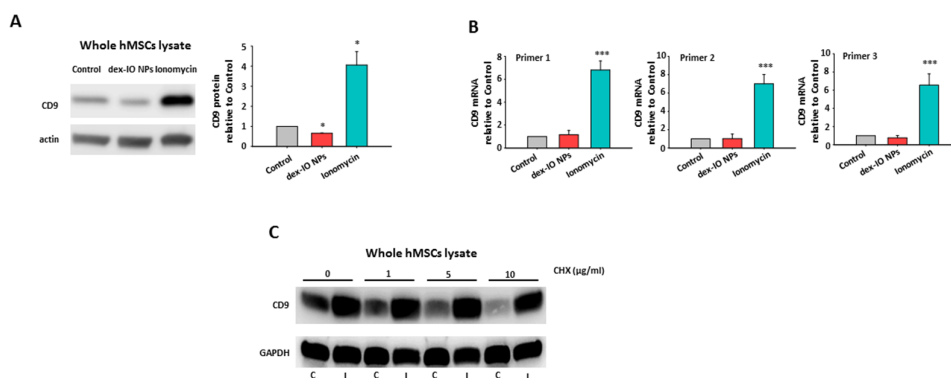 A
Whole hMSCs lysate
Control dex-IO NPs Ionomycin
CD9
actin
CD9 protein
relative to Control
5
4
3
2
1
0
*
*
Control
dex-IO NPs
Ionomycin
B
Primer 1
CD9 mRNA
relative to Control
8
6
4
2
0
***
Control
dex-IO NPs
Ionomycin
Primer 2
CD9 mRNA
relative to Control
10
8
6
4
2
0
***
Control
dex-IO NPs
Ionomycin
Primer 3
CD9 mRNA
relative to Control
10
8
6
4
2
0
***
Control
dex-IO NPs
Ionomycin
C
Whole hMSCs lysate
0 1 5 10 CHX (µg/ml)
CD9
GAPDH
C I C I C I C I